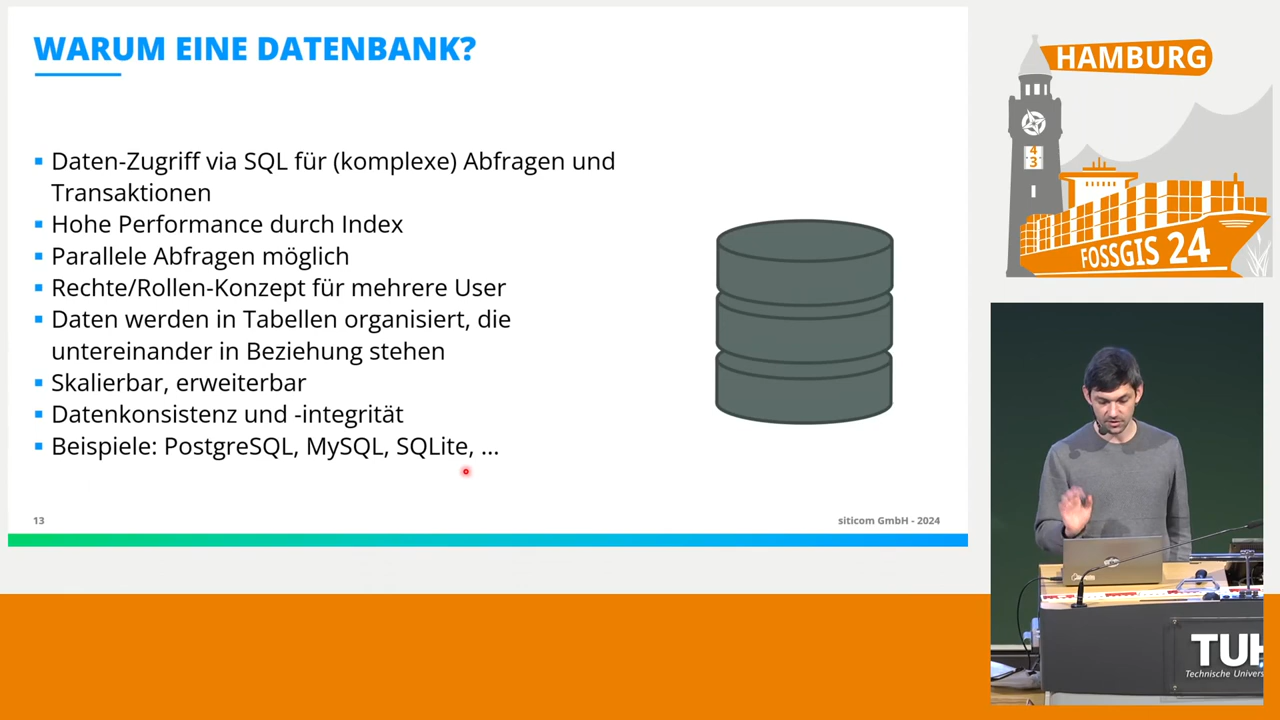 WARUM EINE DATENBANK?
Daten-Zugriff via SQL für (komplexe) Abfragen und
Transaktionen
Hohe Performance durch Index
Parallele Abfragen möglich
Rechte/Rollen-Konzept für mehrere User
Daten werden in Tabellen organisiert, die
untereinander in Beziehung stehen
Skalierbar, erweiterbar
Datenkonsistenz und -integrität
Beispiele: PostgreSQL, MySQL, SQLite, ...
13
siticom GmbH - 2024
HAMBURG
4
3
FOSSGIS 24
TUH
Technische Univers